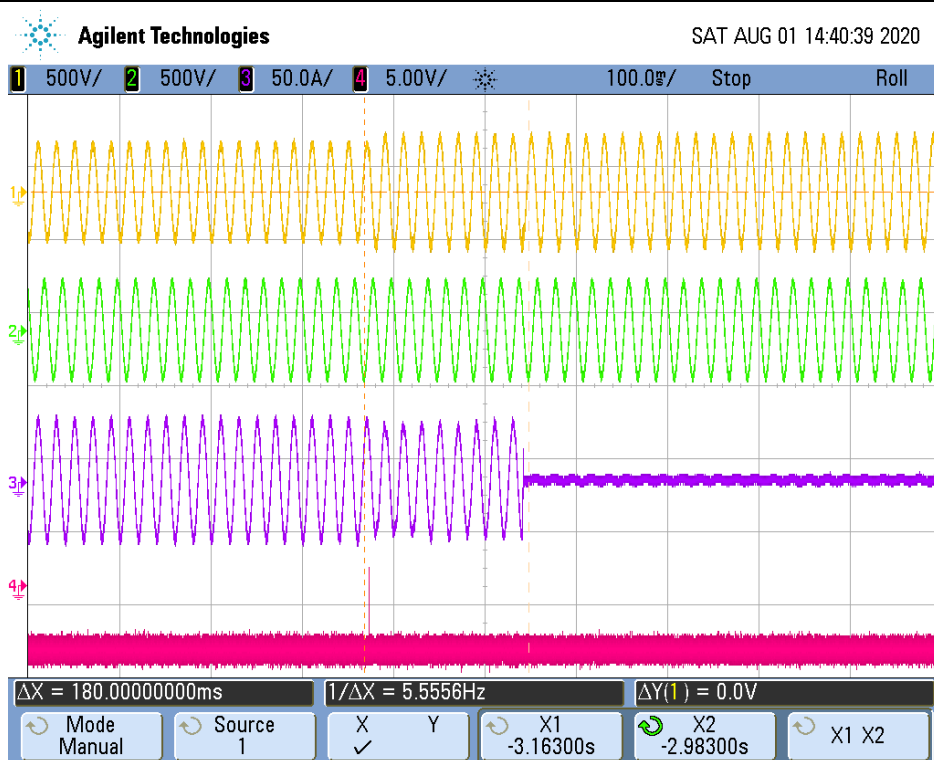 Agilent Technologies SAT AUG 01 14:40:39 2020
1 500V/ 2 500V/ 3 50.0A/ 4 5.00V/ 100.0ms/ Stop Roll
1
2
3
4
ΔX = 180.00000000ms 1/ΔX = 5.5556Hz ΔY(1) = 0.0V
Mode Source X Y X1 X2 X1 X2
Manual 1 ✓ -3.16300s -2.98300s